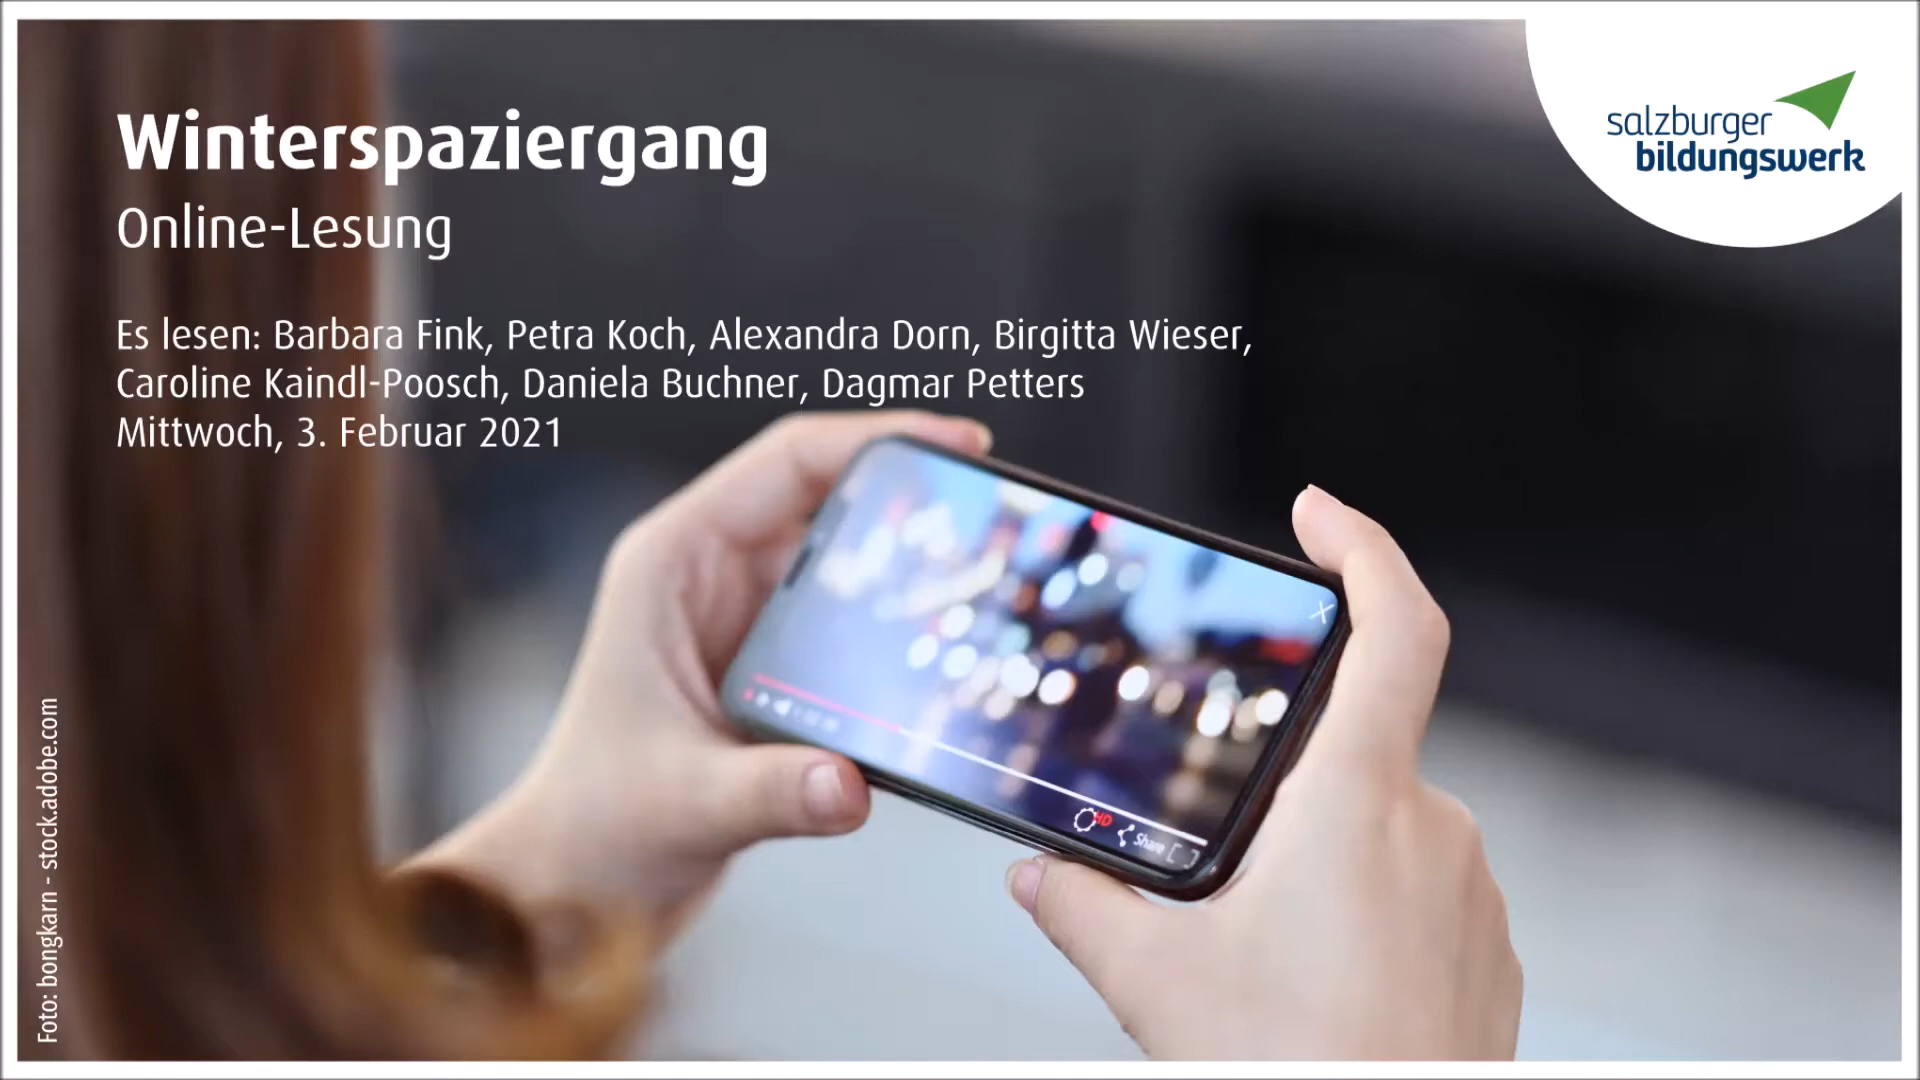 Winterspaziergang
Online-Lesung
Es lesen: Barbara Fink, Petra Koch, Alexandra Dorn, Birgitta Wieser,
Caroline Kaindl-Poosch, Daniela Buchner, Dagmar Petters
Mittwoch, 3. Februar 2021
salzburger
bildungswerk
HD
Share
Foto: bongkarn - stock.adobe.com